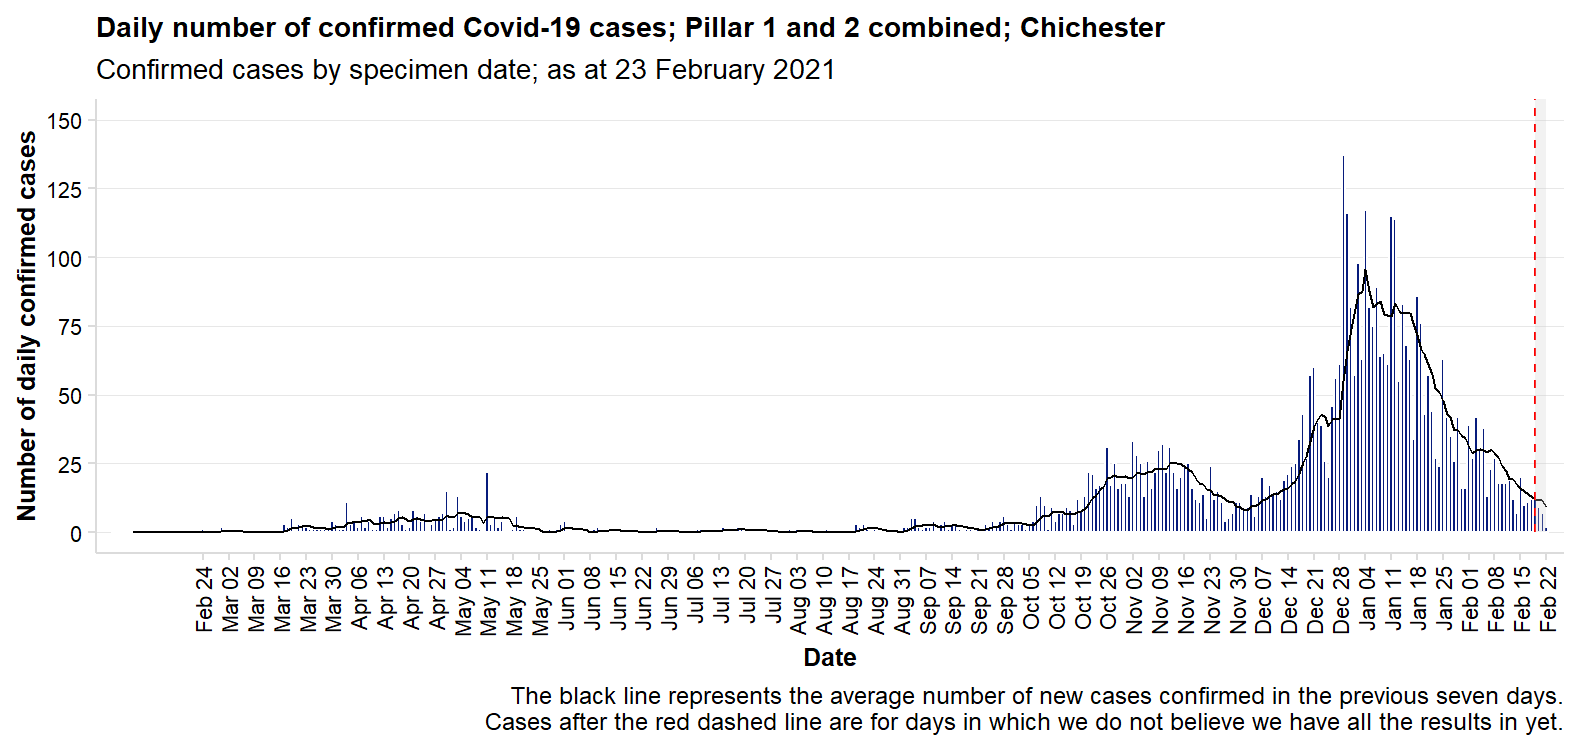 Daily number of confirmed Covid-19 cases; Pillar 1 and 2 combined; Chichester
Confirmed cases by specimen date; as at 23 February 2021
Number of daily confirmed cases
150
125
100
75
50
25
0
Feb 24
Mar 02
Mar 09
Mar 16
Mar 23
Mar 30
Apr 06
Apr 13
Apr 20
Apr 27
May 04
May 11
May 18
May 25
Jun 01
Jun 08
Jun 15
Jun 22
Jun 29
Jul 06
Jul 13
Jul 20
Jul 27
Aug 03
Aug 10
Aug 17
Aug 24
Aug 31
Sep 07
Sep 14
Sep 21
Sep 28
Oct 05
Oct 12
Oct 19
Oct 26
Nov 02
Nov 09
Nov 16
Nov 23
Nov 30
Dec 07
Dec 14
Dec 21
Dec 28
Jan 04
Jan 11
Jan 18
Jan 25
Feb 01
Feb 08
Feb 15
Feb 22
Date
The black line represents the average number of new cases confirmed in the previous seven days.
Cases after the red dashed line are for days in which we do not believe we have all the results in yet.